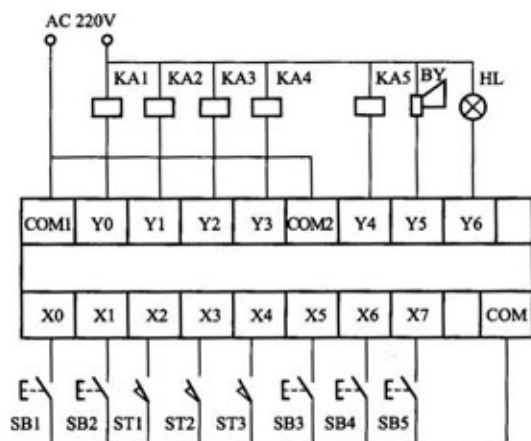 AC 220V
KA1 KA2 KA3 KA4 KA5 BY HL
COM1 Y0 Y1 Y2 Y3 COM2 Y4 Y5 Y6
X0 X1 X2 X3 X4 X5 X6 X7 COM
SB1 SB2 ST1 ST2 ST3 SB3 SB4 SB5